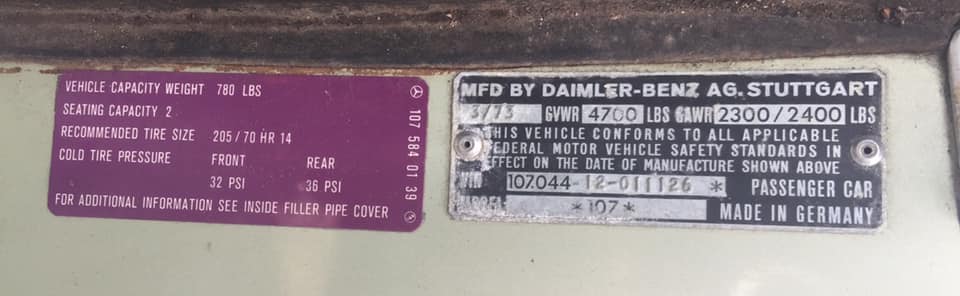 VEHICLE CAPACITY WEIGHT 780 LBS
SEATING CAPACITY 2
RECOMMENDED TIRE SIZE 205/70 HR 14
COLD TIRE PRESSURE FRONT REAR
32 PSI 36 PSI
FOR ADDITIONAL INFORMATION SEE INSIDE FILLER PIPE COVER
107 584 01 39
MFD BY DAIMLER-BENZ AG. STUTTGART
3/73 GVWR 4700 LBS GAWR 2300/2400 LBS
THIS VEHICLE CONFORMS TO ALL APPLICABLE
FEDERAL MOTOR VEHICLE SAFETY STANDARDS IN
EFFECT ON THE DATE OF MANUFACTURE SHOWN ABOVE
107.044-12-011126 * PASSENGER CAR
*107* MADE IN GERMANY